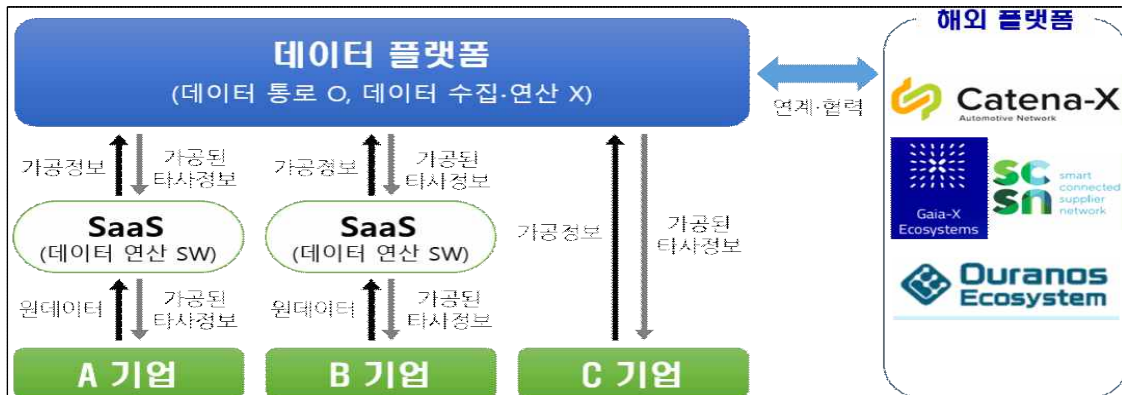 데이터 플랫폼
(데이터 통로 O, 데이터 수집·연산 X)
연계·협력
해외 플랫폼
Catena-X
Automotive Network
Gaia-X
Ecosystems
scsn
smart
connected
supplier
network
Ouranos
Ecosystem
가공정보
가공된
타사정보
가공정보
가공된
타사정보
SaaS
(데이터 연산 SW)
SaaS
(데이터 연산 SW)
가공정보
가공된
타사정보
원데이터
가공된
타사정보
원데이터
가공된
타사정보
A 기업
B 기업
C 기업